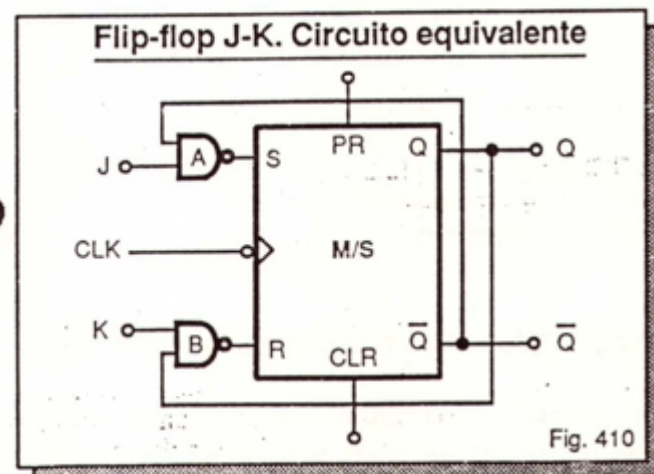 Flip-flop J-K. Circuito equivalente
PR
Q
Q
J
A
S
CLK
M/S
K
B
R
CLR
Q̅
Q̅
Fig. 410